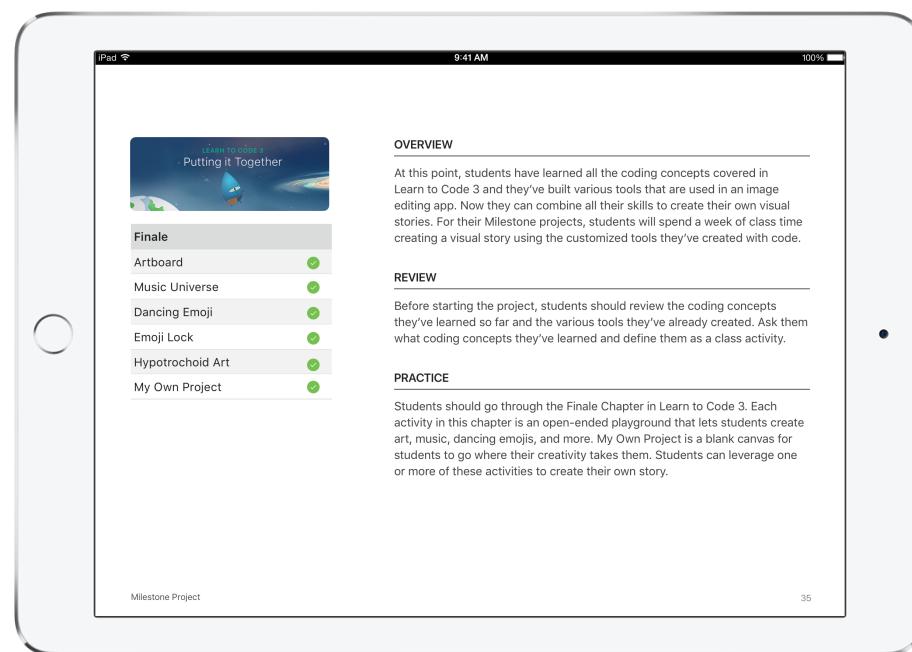 iPad
9:41 AM
100%
LEARN TO CODE 3
Putting it Together
Finale
Artboard
Music Universe
Dancing Emoji
Emoji Lock
Hypotrochoid Art
My Own Project
OVERVIEW
At this point, students have learned all the coding concepts covered in
Learn to Code 3 and they’ve built various tools that are used in an image
editing app. Now they can combine all their skills to create their own visual
stories. For their Milestone projects, students will spend a week of class time
creating a visual story using the customized tools they’ve created with code.
REVIEW
Before starting the project, students should review the coding concepts
they’ve learned so far and the various tools they’ve already created. Ask them
what coding concepts they’ve learned and define them as a class activity.
PRACTICE
Students should go through the Finale Chapter in Learn to Code 3. Each
activity in this chapter is an open-ended playground that lets students create
art, music, dancing emojis, and more. My Own Project is a blank canvas for
students to go where their creativity takes them. Students can leverage one
or more of these activities to create their own story.
Milestone Project
35